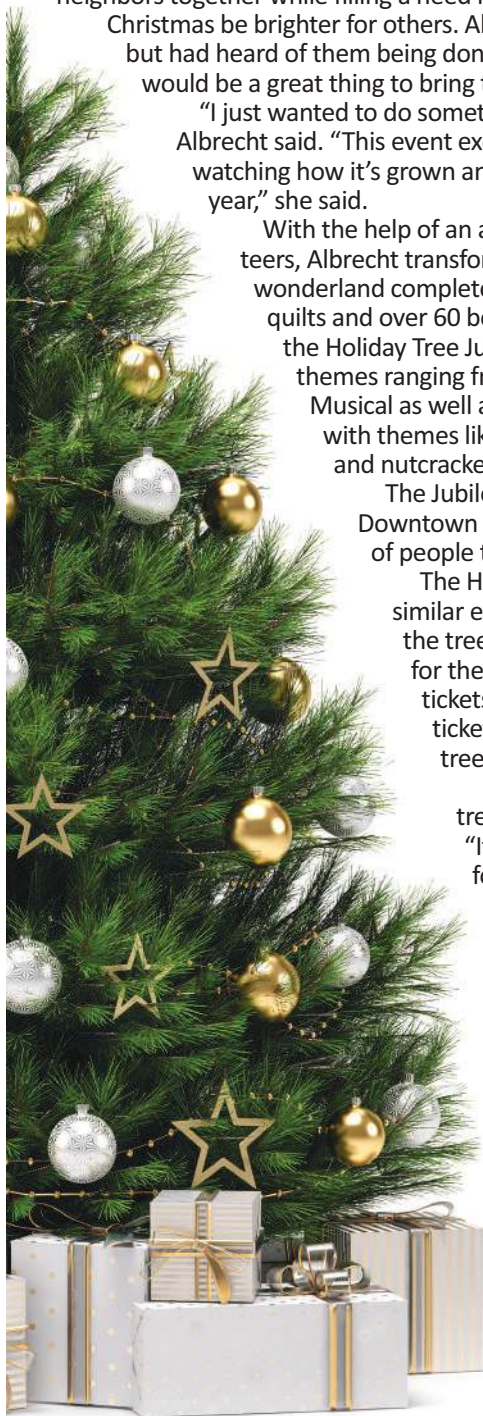 neighbors together while filling a need
Christmas be brighter for others. Al
but had heard of them being don
would be a great thing to bring t
“I just wanted to do somet
Albrecht said. “This event exc
watching how it’s grown an
year,” she said.
With the help of an a
teers, Albrecht transfor
wonderland complete
quilts and over 60 be
the Holiday Tree Ju
themes ranging fr
Musical as well a
with themes lik
and nutcracke
The Jubile
Downtown
of people t
The H
similar e
the tree
for the
tickets
ticket
tree
tre
“I
fo